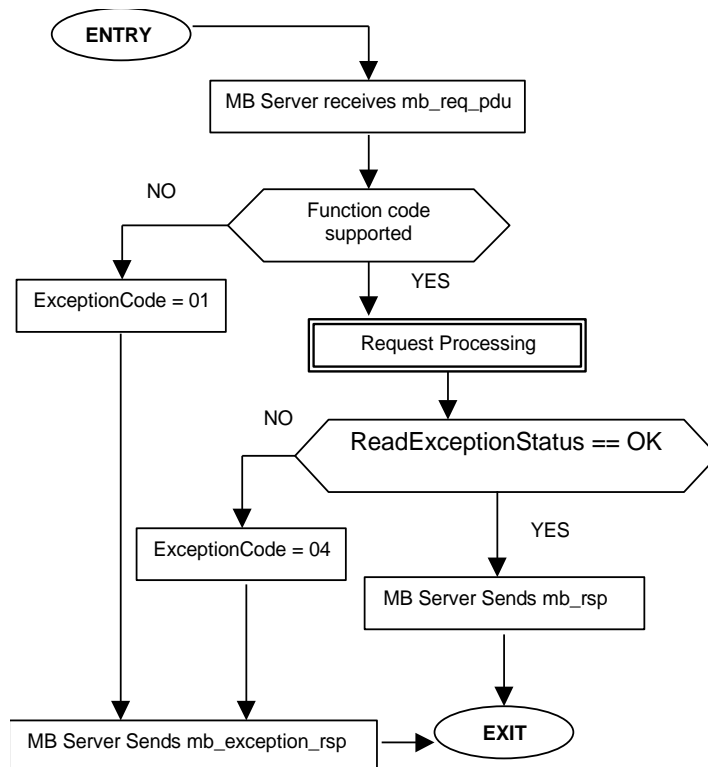 ENTRY
MB Server receives mb_req_pdu
NO
Function code
supported
YES
ExceptionCode = 01
Request Processing
NO
ReadExceptionStatus == OK
YES
ExceptionCode = 04
MB Server Sends mb_rsp
MB Server Sends mb_exception_rsp
EXIT